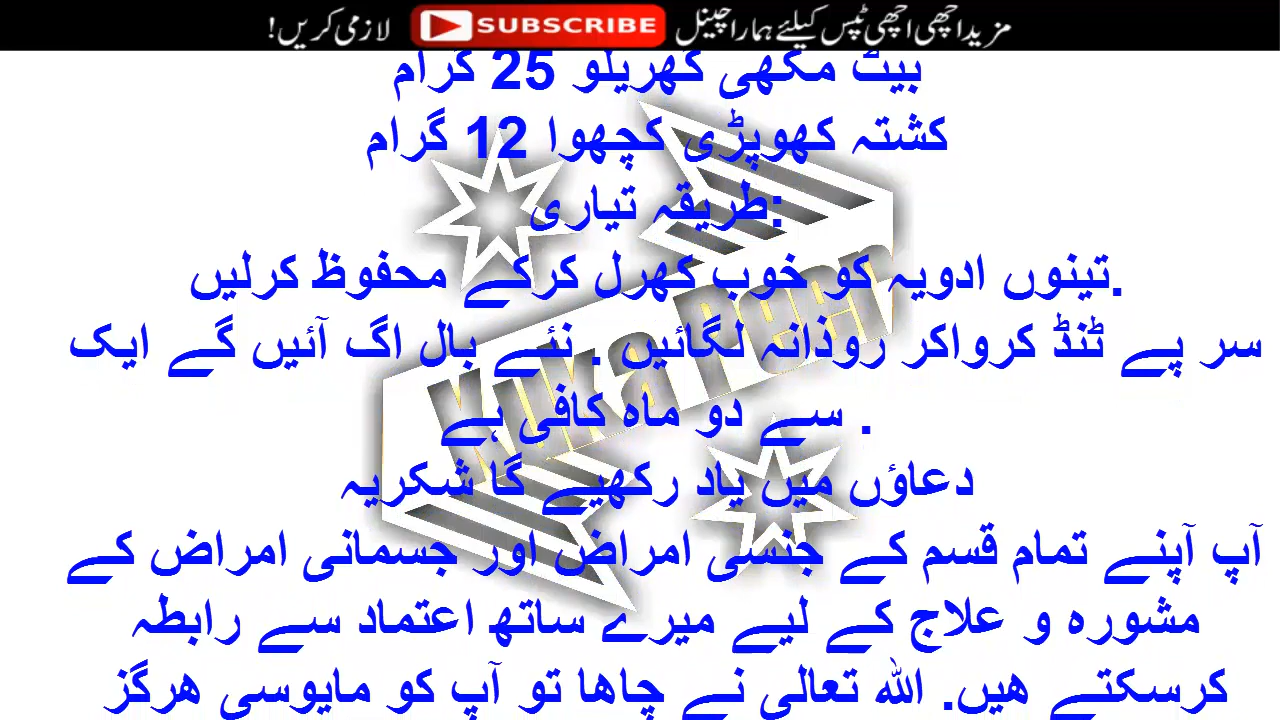 مزید اچھی اچھی ٹپس کیلئے ہمارا چینل SUBSCRIBE لازمی کریں!
بیٹ مکھی گھریلو 25 گرام
کشتہ کھوپڑی کچھوا 12 گرام
طریقہ تیاری:
تینوں ادویہ کو خوب کھرل کرکے محفوظ کرلیں.
سر پے ٹنڈ کرواکر روذانہ لگائیں . نئے بال اگ آئیں گے ایک
سے دو ماہ کافی ہے .
دعاؤں میں یاد رکھیے گا شکریہ
آپ آپنے تمام قسم کے جنسی امراض اور جسمانی امراض کے
مشورہ و علاج کے لیے میرے ساتھ اعتماد سے رابطہ
کرسکتے ھیں. الله تعالی نے چاھا تو آپ کو مایوسی ھرگز